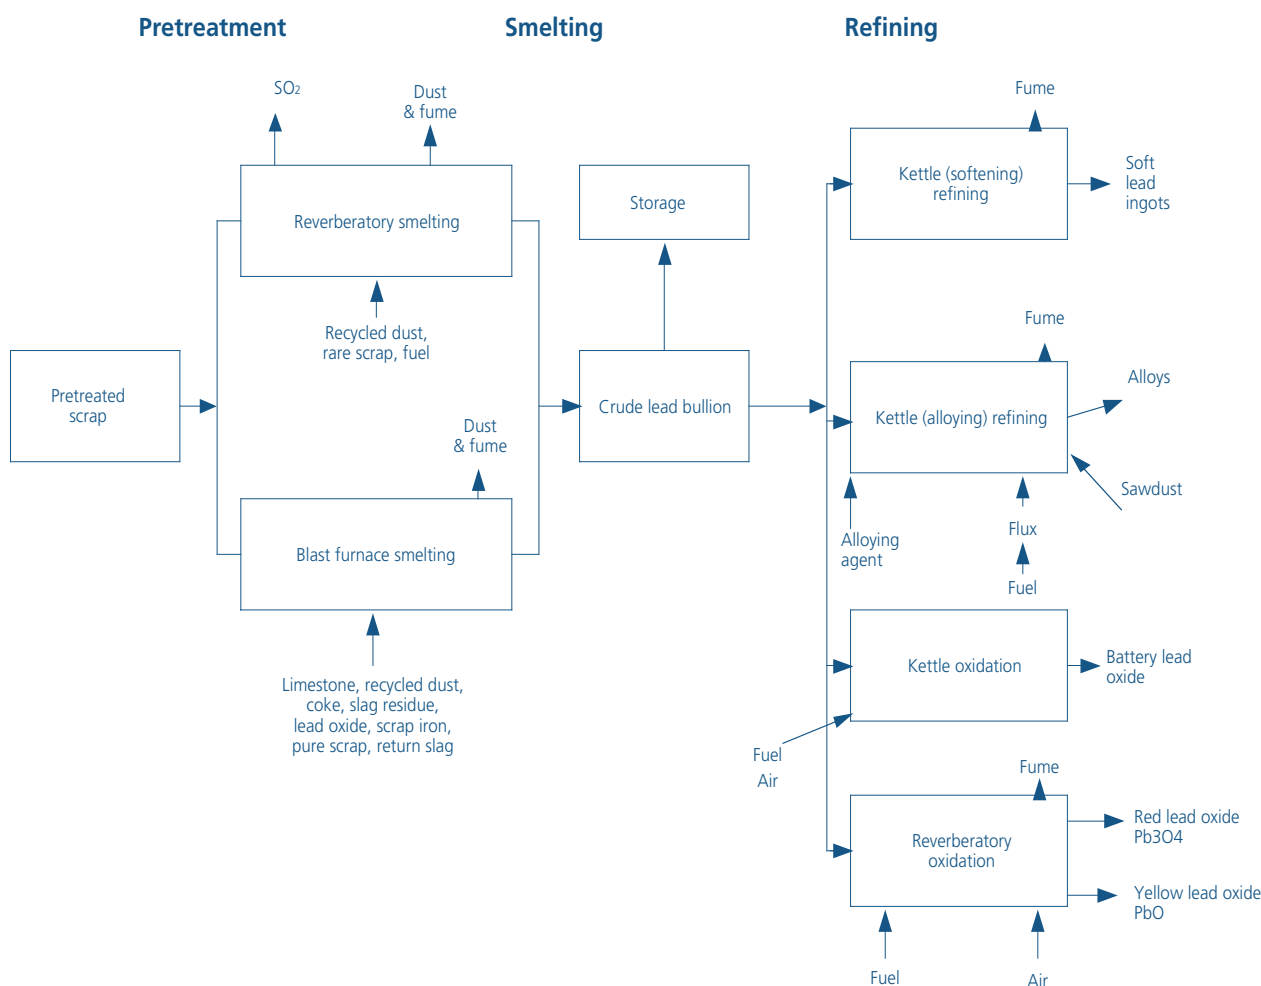 Pretreatment
Smelting
Refining
SO2
Dust
& fume
Reverberatory smelting
Recycled dust,
rare scrap, fuel
Pretreated
scrap
Dust
& fume
Blast furnace smelting
Limestone, recycled dust,
coke, slag residue,
lead oxide, scrap iron,
pure scrap, return slag
Storage
Crude lead bullion
Fume
Kettle (softening)
refining
Soft
lead
ingots
Fume
Kettle (alloying) refining
Alloys
Sawdust
Alloying
agent
Flux
Fuel
Kettle oxidation
Battery lead
oxide
Fuel
Air
Fume
Reverberatory
oxidation
Red lead oxide
Pb3O4
Yellow lead oxide
PbO
Fuel
Air